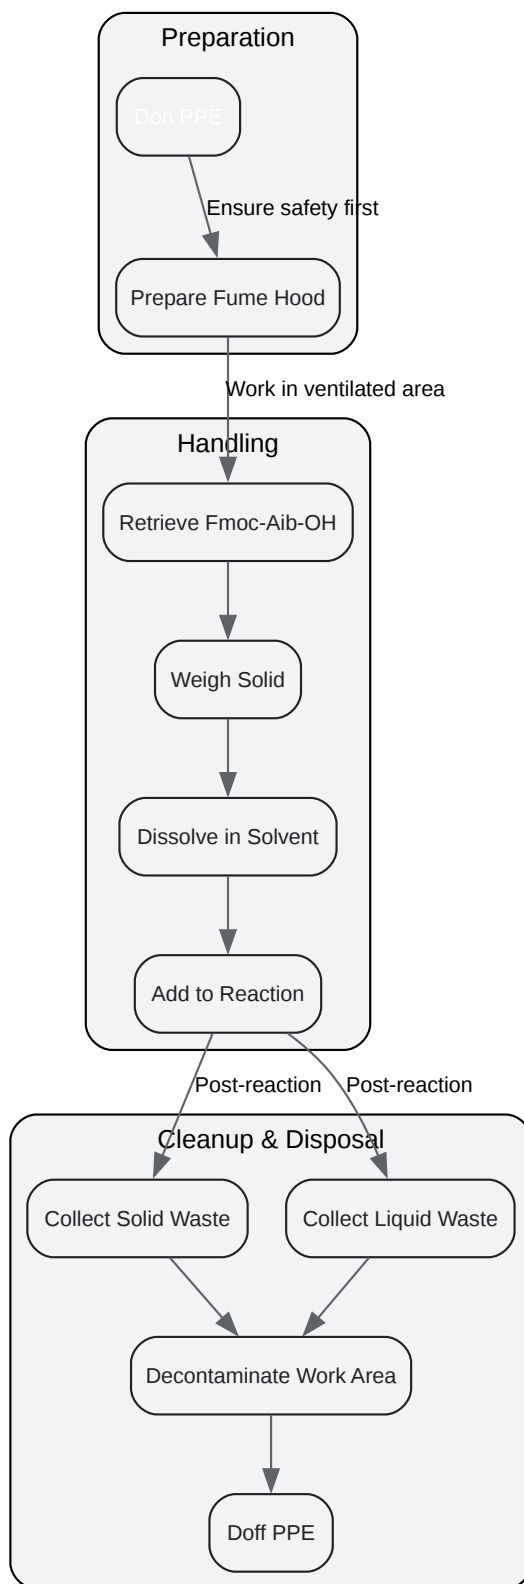 Preparation
Don PPE
Ensure safety first
Prepare Fume Hood
Work in ventilated area
Handling
Retrieve Fmoc-Aib-OH
Weigh Solid
Dissolve in Solvent
Add to Reaction
Post-reaction
Post-reaction
Cleanup & Disposal
Collect Solid Waste
Collect Liquid Waste
Decontaminate Work Area
Doff PPE